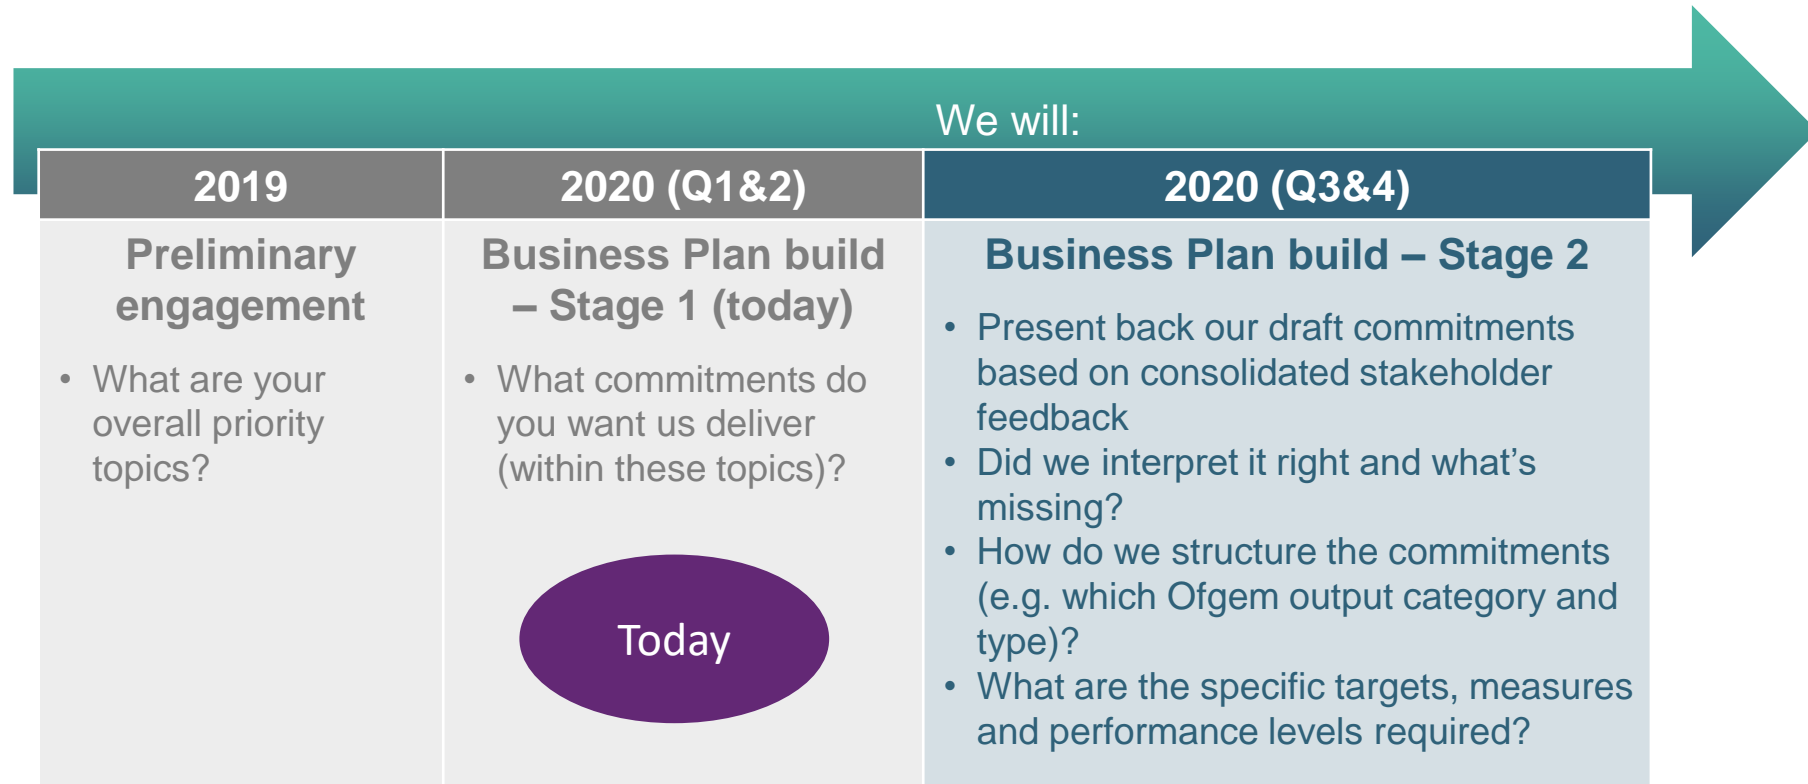 We will:
2019
2020 (Q1&2)
2020 (Q3&4)
Preliminary
engagement
• What are your
overall priority
topics?
Business Plan build
– Stage 1 (today)
• What commitments do
you want us deliver
(within these topics)?
Today
Business Plan build – Stage 2
• Present back our draft commitments
based on consolidated stakeholder
feedback
• Did we interpret it right and what’s
missing?
• How do we structure the commitments
(e.g. which Ofgem output category and
type)?
• What are the specific targets, measures
and performance levels required?